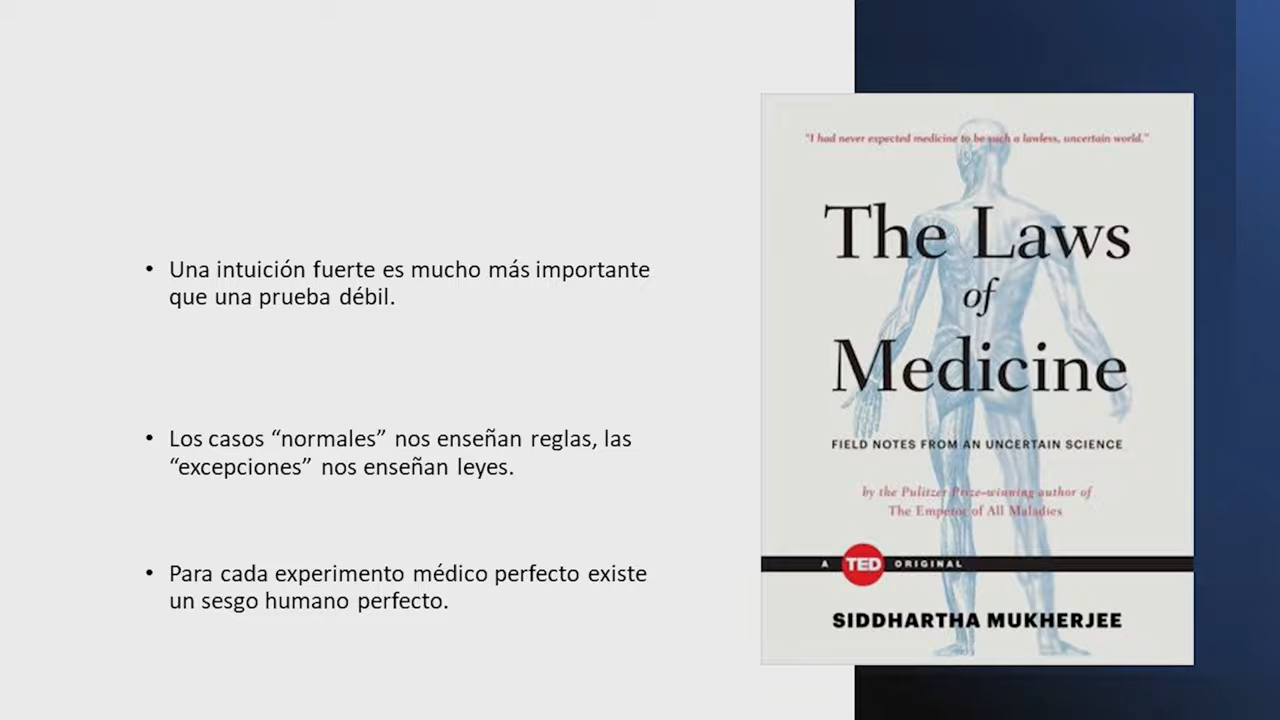 • Una intuición fuerte es mucho más importante
que una prueba débil.
• Los casos “normales” nos enseñan reglas, las
“excepciones” nos enseñan leyes.
• Para cada experimento médico perfecto existe
un sesgo humano perfecto.
"I had never expected medicine to be such a lawless, uncertain world."
The Laws
of
Medicine
FIELD NOTES FROM AN UNCERTAIN SCIENCE
by the Pulitzer Prize–winning author of
The Emperor of All Maladies
A TED ORIGINAL
SIDDHARTHA MUKHERJEE